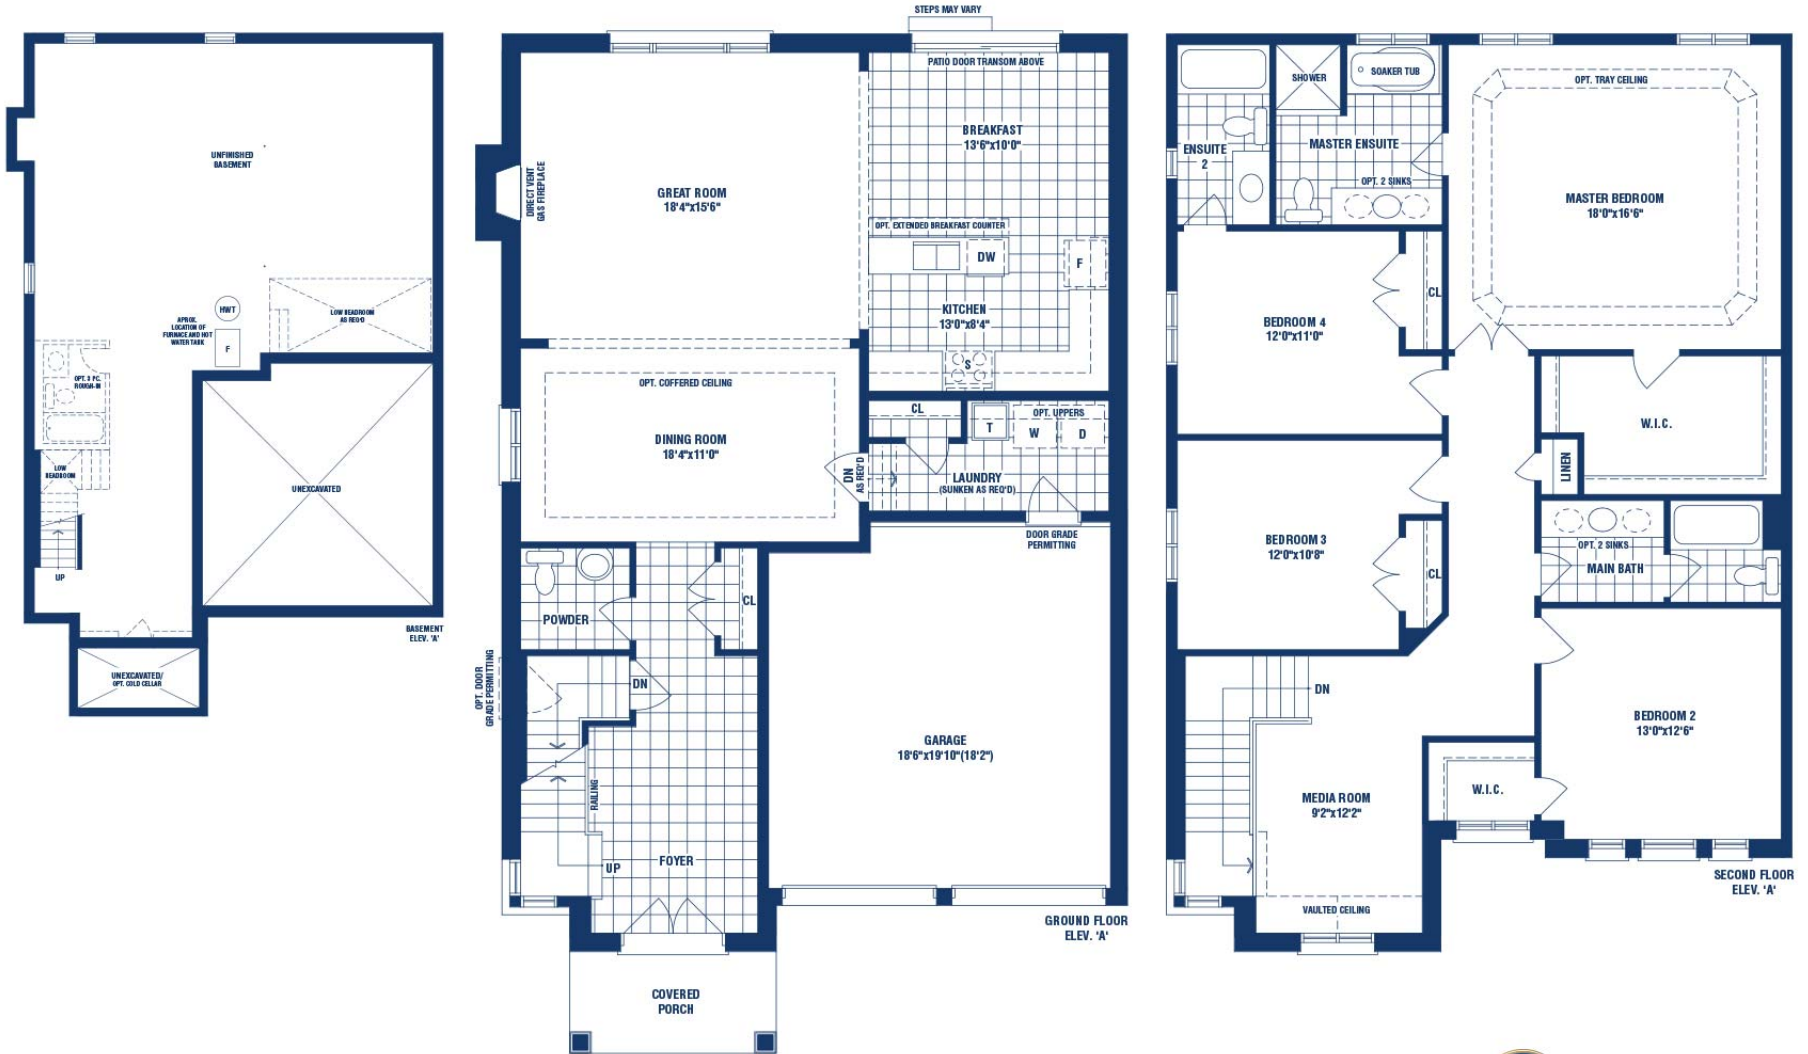 UNFINISHED
BASEMENT
HWT
APROX.
LOCATION OF
FURNACE AND HOT
WATER TANK
F
LOW HEADROOM
AS REQ'D
OPT. 3 PC.
ROUGH-IN
LOW
HEADROOM
UP
UNEXCAVATED
UNEXCAVATED/
OPT. COLD CELLAR
BASEMENT
ELEV. 'A'
STEPS MAY VARY
PATIO DOOR TRANSOM ABOVE
BREAKFAST
13'6"x10'0"
DIRECT VENT
GAS FIREPLACE
GREAT ROOM
18'4"x15'6"
OPT. EXTENDED BREAKFAST COUNTER
DW
F
KITCHEN
13'0"x8'4"
S
OPT. COFFERED CEILING
DINING ROOM
18'4"x11'0"
CL
T
OPT. UPPERS
W
D
DN
AS REQ'D
LAUNDRY
(SUNKEN AS REQ'D)
DOOR GRADE
PERMITTING
POWDER
CL
OPT. DOOR
GRADE PERMITTING
DN
RAILING
UP
FOYER
GARAGE
18'6"x19'10"(18'2")
GROUND FLOOR
ELEV. 'A'
COVERED
PORCH
SHOWER
SOAKER TUB
ENSUITE
2
MASTER ENSUITE
OPT. 2 SINKS
OPT. TRAY CEILING
MASTER BEDROOM
18'0"x16'6"
BEDROOM 4
12'0"x11'0"
CL
W.I.C.
LINEN
BEDROOM 3
12'0"x10'8"
CL
OPT. 2 SINKS
MAIN BATH
DN
BEDROOM 2
13'0"x12'6"
W.I.C.
MEDIA ROOM
9'2"x12'2"
VAULTED CEILING
SECOND FLOOR
ELEV. 'A'